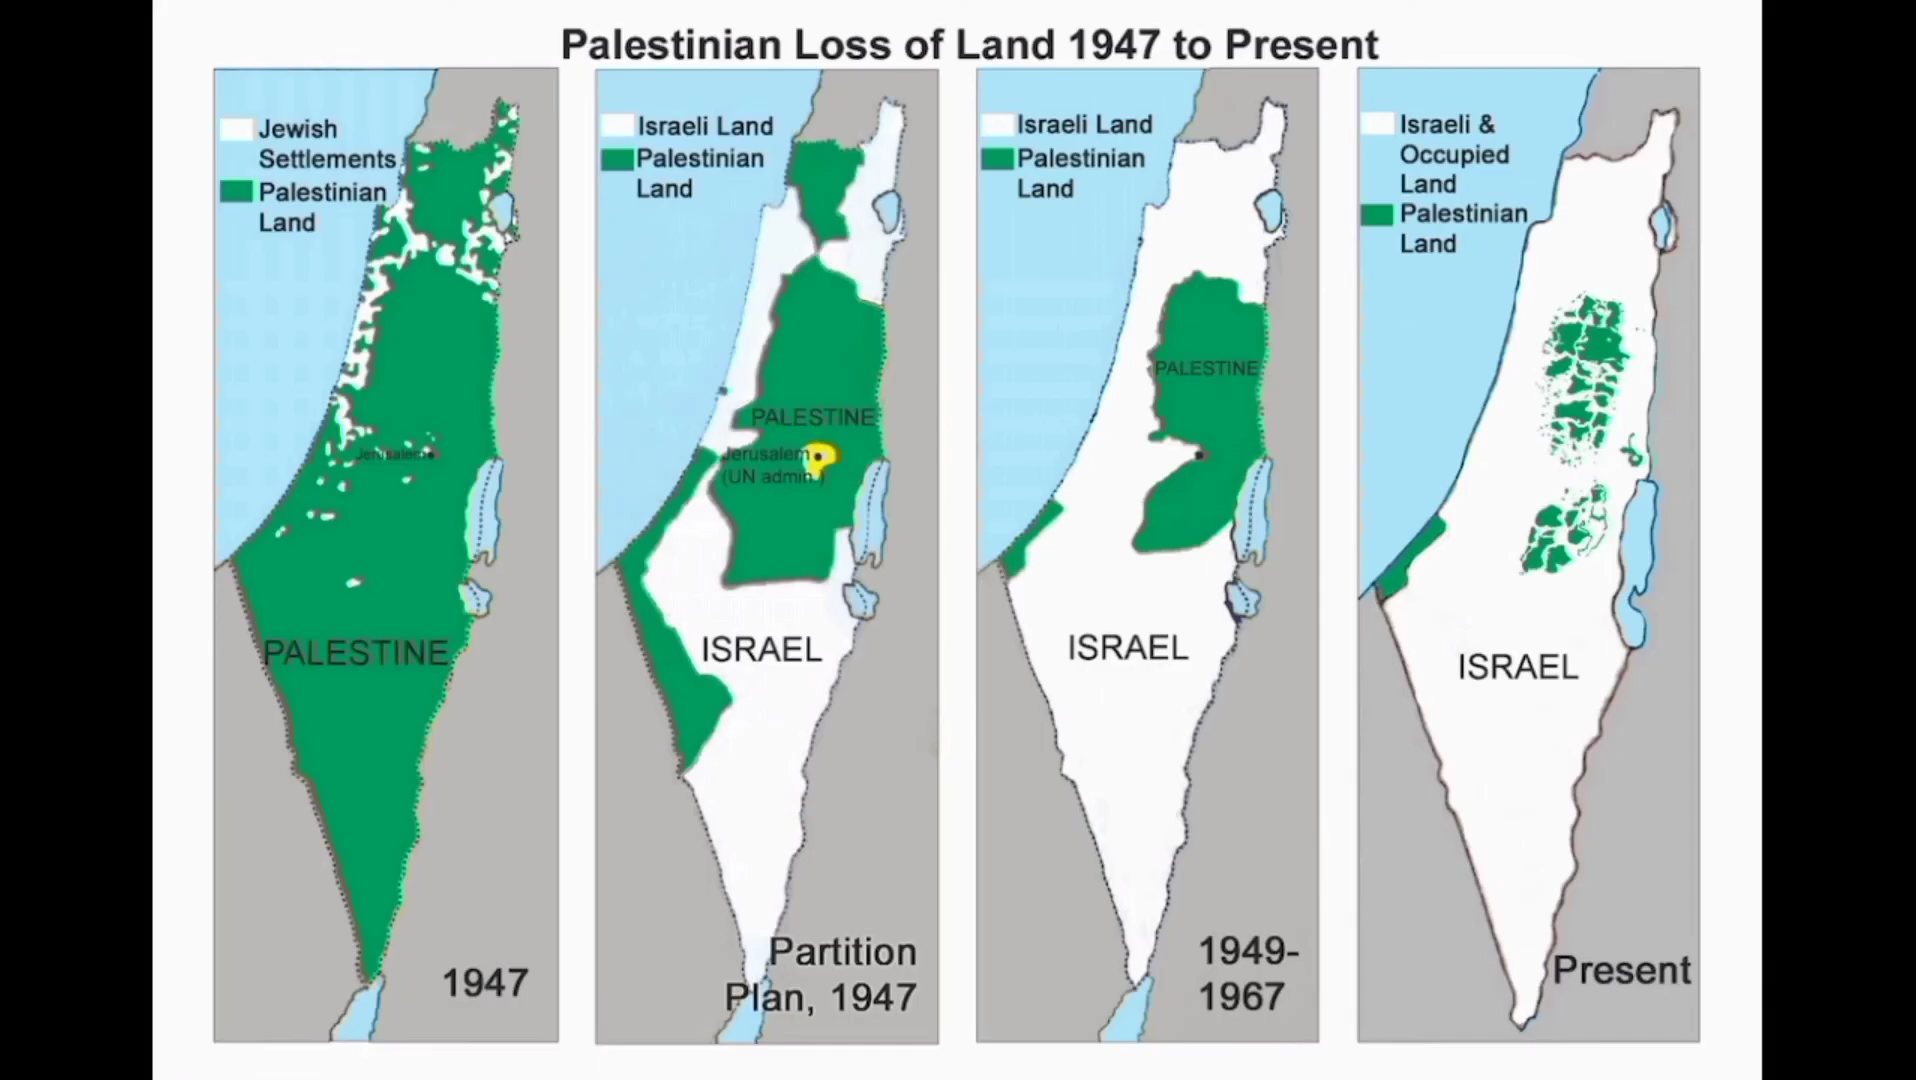 Palestinian Loss of Land 1947 to Present
Jewish
Settlements
Palestinian
Land
Jerusalem
PALESTINE
1947
Israeli Land
Palestinian
Land
PALESTINE
Jerusalem
(UN admin.)
ISRAEL
Partition
Plan, 1947
Israeli Land
Palestinian
Land
PALESTINE
ISRAEL
1949-
1967
Israeli &
Occupied
Land
Palestinian
Land
ISRAEL
Present